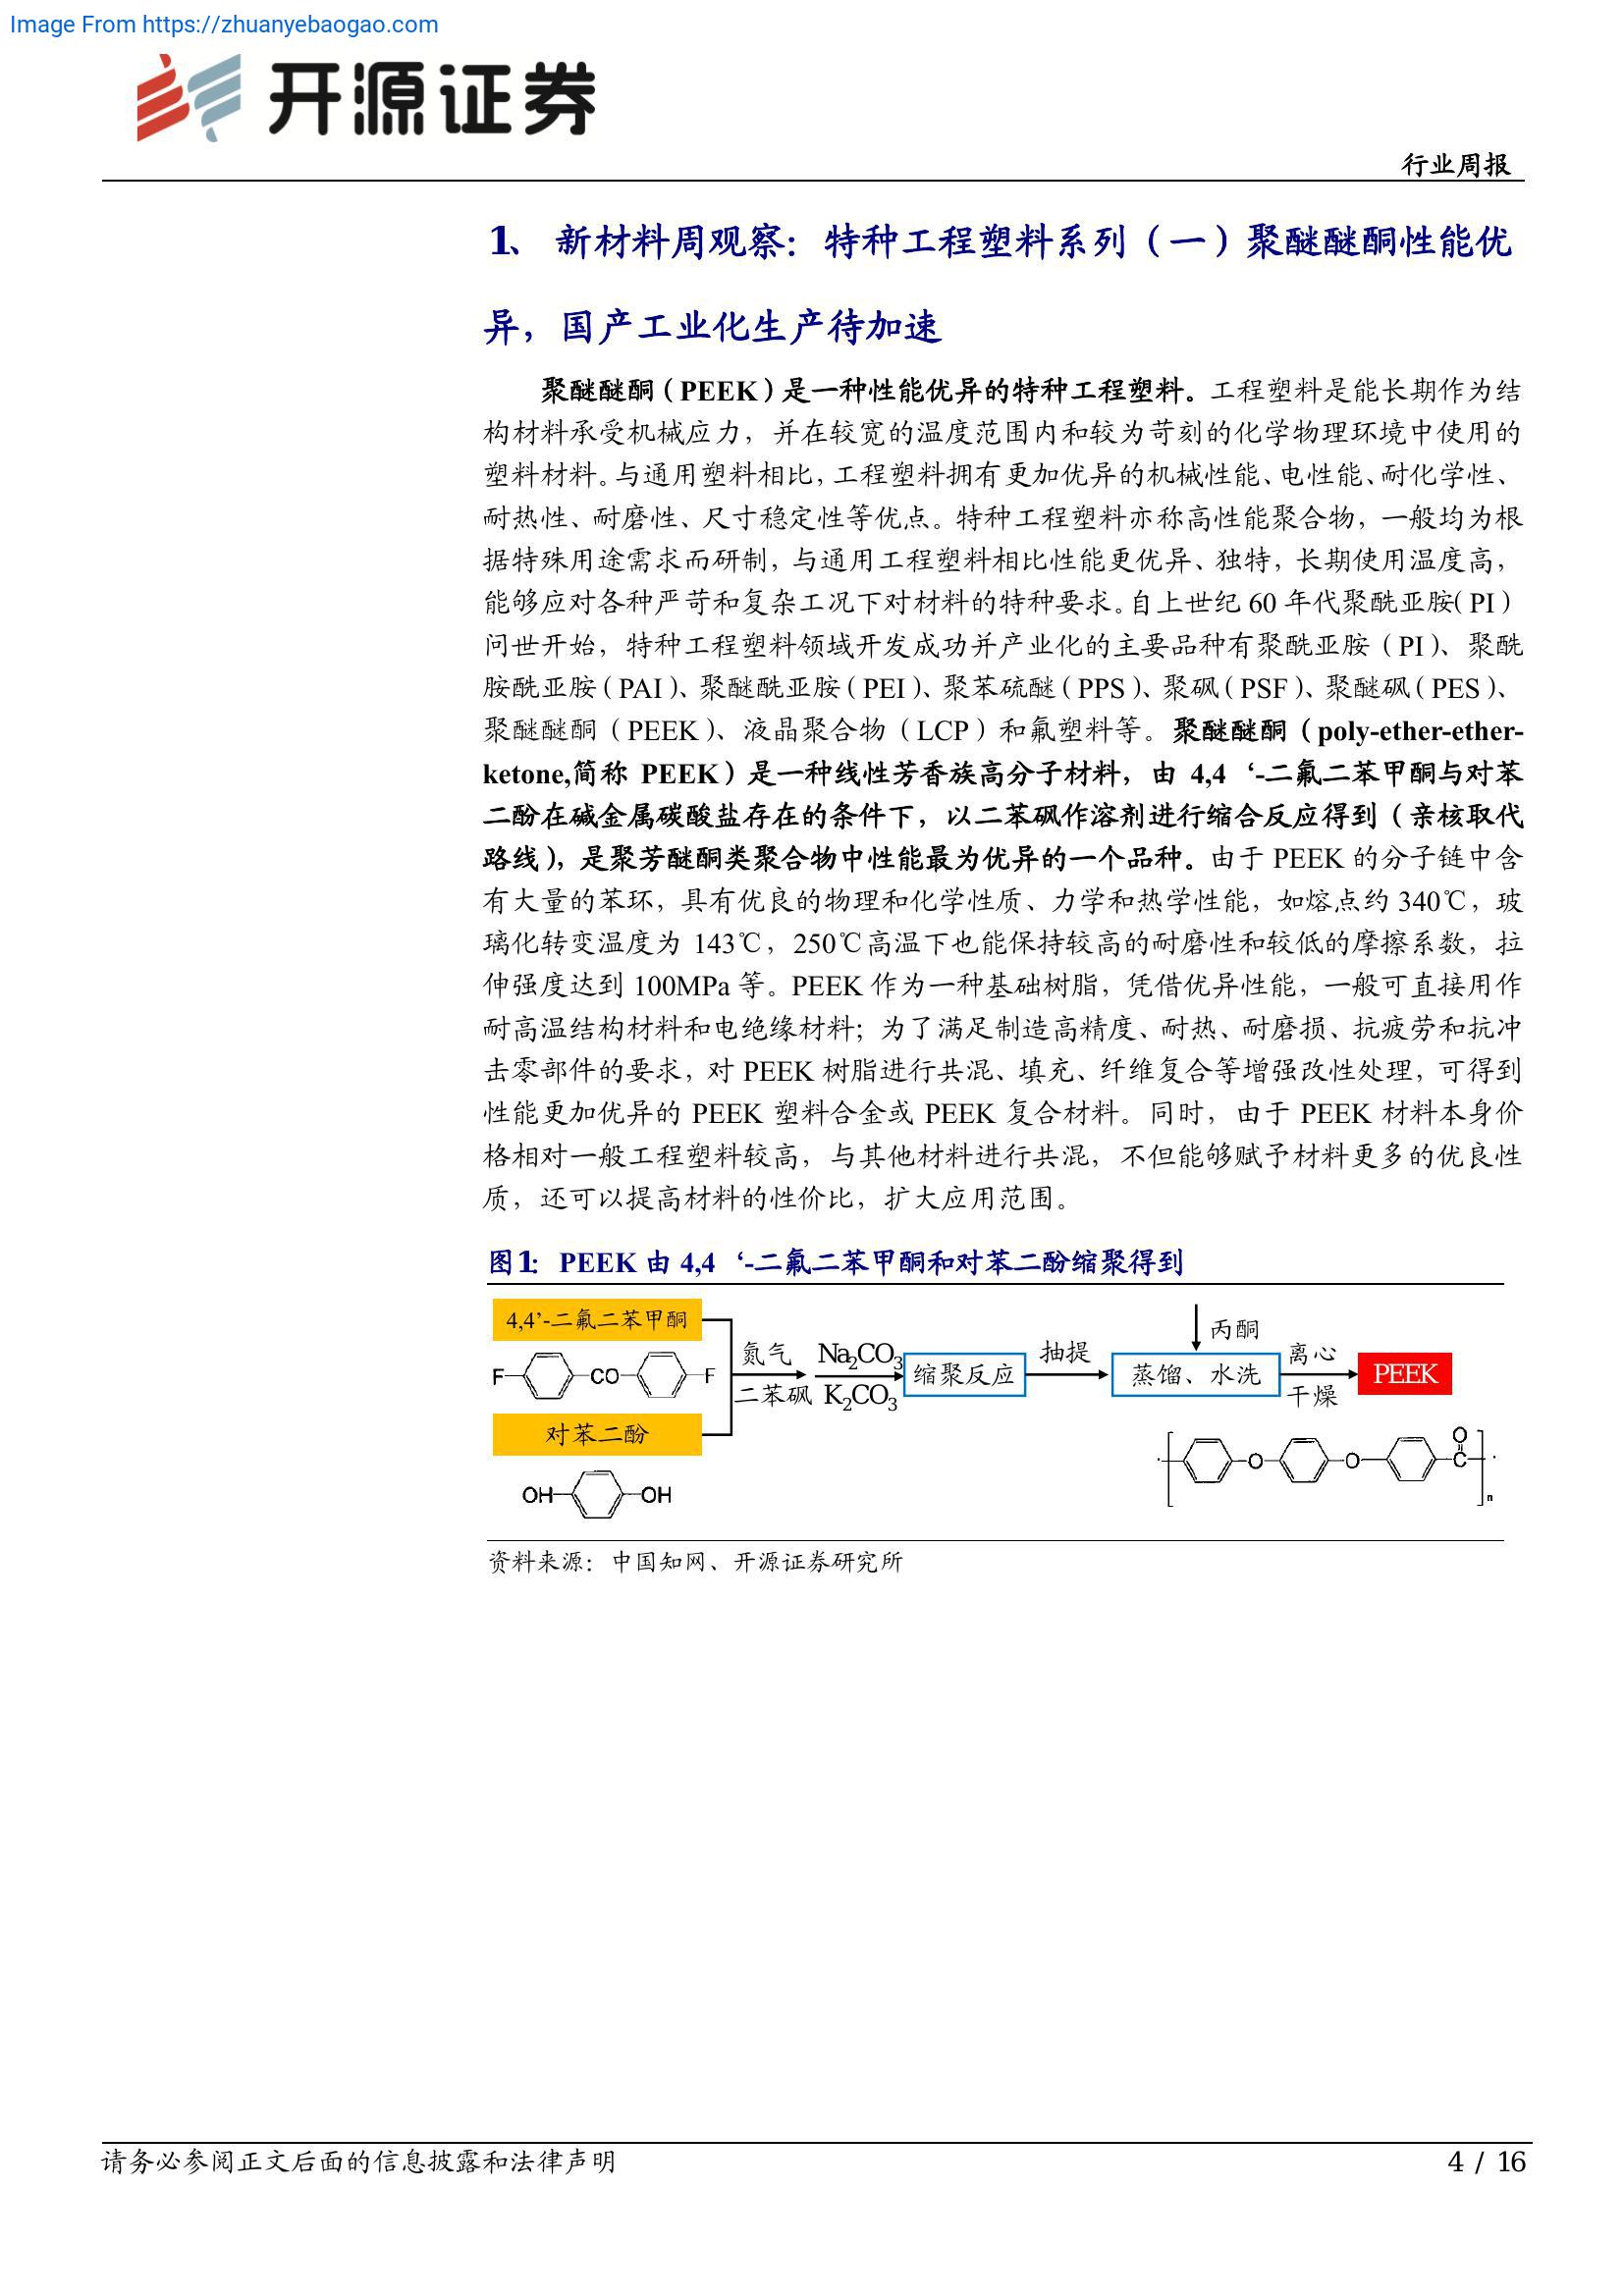 Image From https://zhuanyebaogao.com
开源证券
行业周报
1、 新材料周观察：特种工程塑料系列（一）聚醚醚酮性能优
异，国产工业化生产待加速
聚醚醚酮（PEEK）是一种性能优异的特种工程塑料。工程塑料是能长期作为结
构材料承受机械应力，并在较宽的温度范围内和较为苛刻的化学物理环境中使用的
塑料材料。与通用塑料相比，工程塑料拥有更加优异的机械性能、电性能、耐化学性、
耐热性、耐磨性、尺寸稳定性等优点。特种工程塑料亦称高性能聚合物，一般均为根
据特殊用途需求而研制，与通用工程塑料相比性能更优异、独特，长期使用温度高，
能够应对各种严苛和复杂工况下对材料的特种要求。自上世纪 60 年代聚酰亚胺（PI）
问世开始，特种工程塑料领域开发成功并产业化的主要品种有聚酰亚胺（PI）、聚酰
胺酰亚胺（PAI）、聚醚酰亚胺（PEI）、聚苯硫醚（PPS）、聚砜（PSF）、聚醚砜（PES）、
聚醚醚酮（PEEK）、液晶聚合物（LCP）和氟塑料等。聚醚醚酮（poly-ether-ether-
ketone,简称 PEEK）是一种线性芳香族高分子材料，由 4,4‘-二氟二苯甲酮与对苯
二酚在碱金属碳酸盐存在的条件下，以二苯砜作溶剂进行缩合反应得到（亲核取代
路线），是聚芳醚酮类聚合物中性能最为优异的一个品种。由于 PEEK 的分子链中含
有大量的苯环，具有优良的物理和化学性质、力学和热学性能，如熔点约 340℃，玻
璃化转变温度为 143℃，250℃高温下也能保持较高的耐磨性和较低的摩擦系数，拉
伸强度达到 100MPa 等。PEEK 作为一种基础树脂，凭借优异性能，一般可直接用作
耐高温结构材料和电绝缘材料；为了满足制造高精度、耐热、耐磨损、抗疲劳和抗冲
击零部件的要求，对 PEEK 树脂进行共混、填充、纤维复合等增强改性处理，可得到
性能更加优异的 PEEK 塑料合金或 PEEK 复合材料。同时，由于 PEEK 材料本身价
格相对一般工程塑料较高，与其他材料进行共混，不但能够赋予材料更多的优良性
质，还可以提高材料的性价比，扩大应用范围。
图1： PEEK 由 4,4‘-二氟二苯甲酮和对苯二酚缩聚得到
4,4’-二氟二苯甲酮
F CO F
对苯二酚
OH OH
氮气
二苯砜
Na2CO3
K2CO3
缩聚反应
抽提
丙酮
蒸馏、水洗
离心
干燥
PEEK
O O C O n
资料来源：中国知网、开源证券研究所
请务必参阅正文后面的信息披露和法律声明
4 / 16